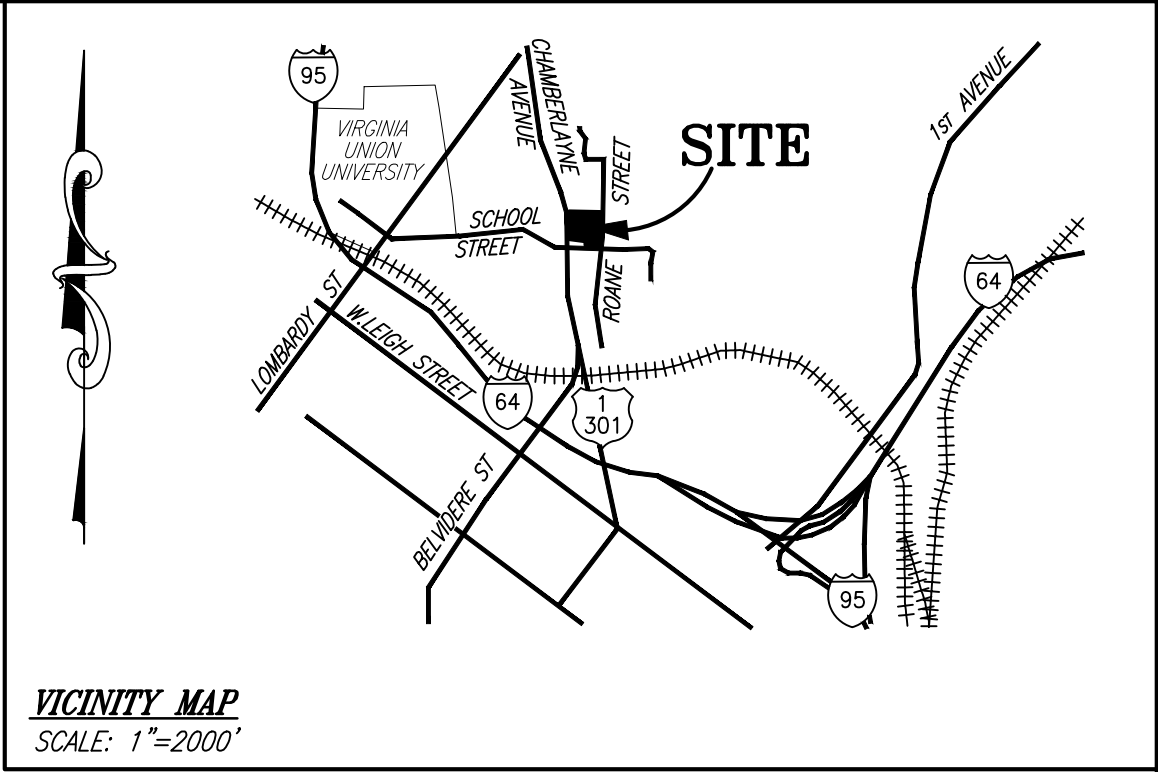 95
CHAMBERLAYNE
AVENUE
1ST AVENUE
VIRGINIA
UNION
UNIVERSITY
SITE
STREET
SCHOOL
STREET
ROANE
64
LOMBARDY ST
W.LEIGH STREET
64
1
301
BELVIDERE ST
95
VICINITY MAP
SCALE: 1"=2000'